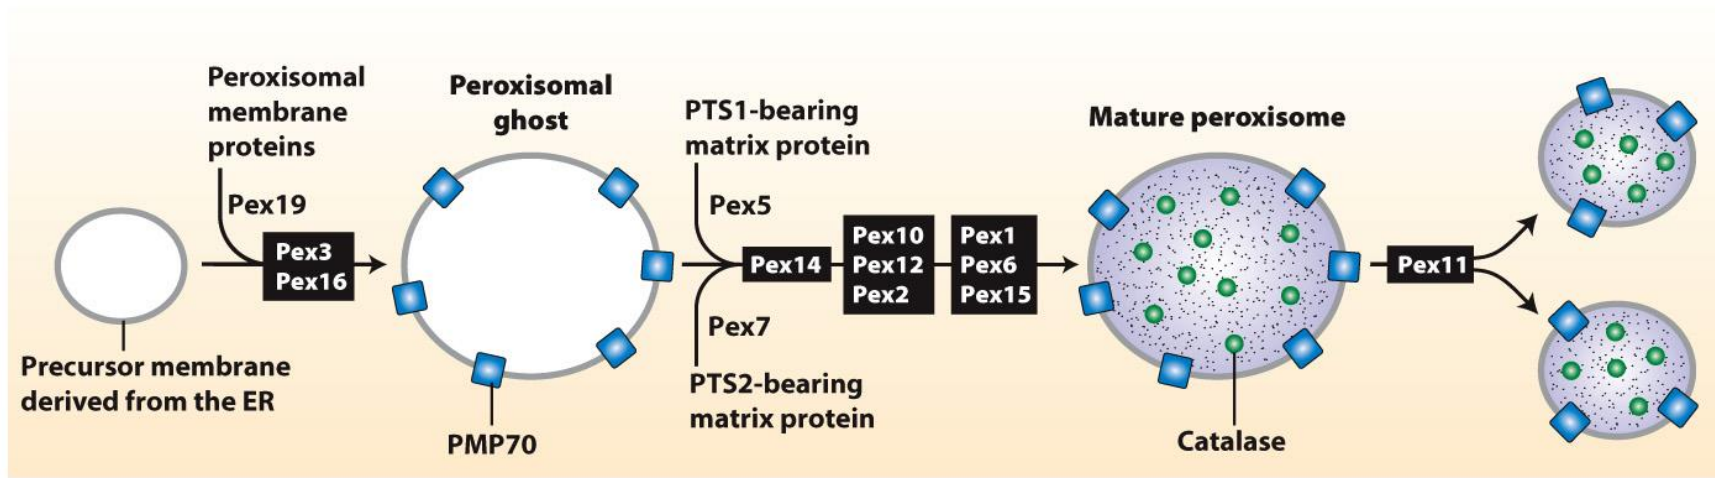 Peroxisomal
membrane
proteins
Pex19
Pex3
Pex16
Precursor membrane
derived from the ER
Peroxisomal
ghost
PMP70
PTS1-bearing
matrix protein
Pex5
Pex14
Pex7
PTS2-bearing
matrix protein
Pex10
Pex12
Pex2
Pex1
Pex6
Pex15
Mature peroxisome
Catalase
Pex11